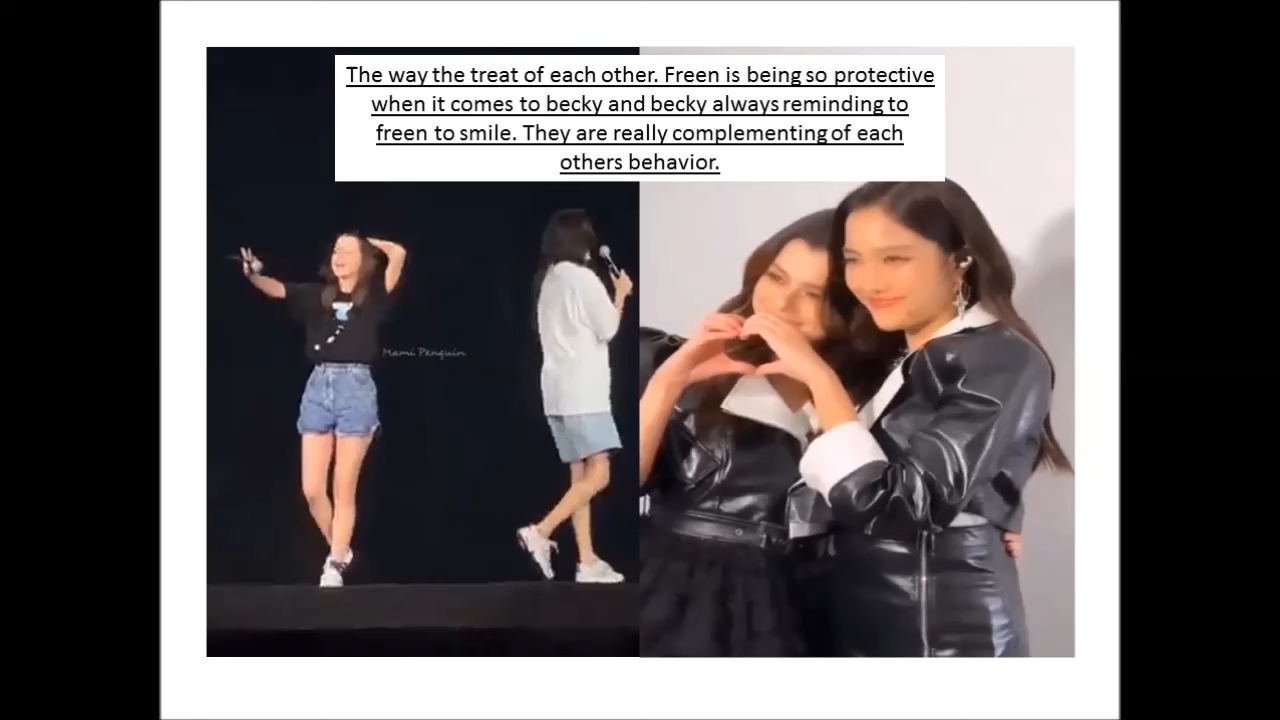 The way the treat of each other. Freen is being so protective
when it comes to becky and becky always reminding to
freen to smile. They are really complementing of each
others behavior.
Mami Penguin